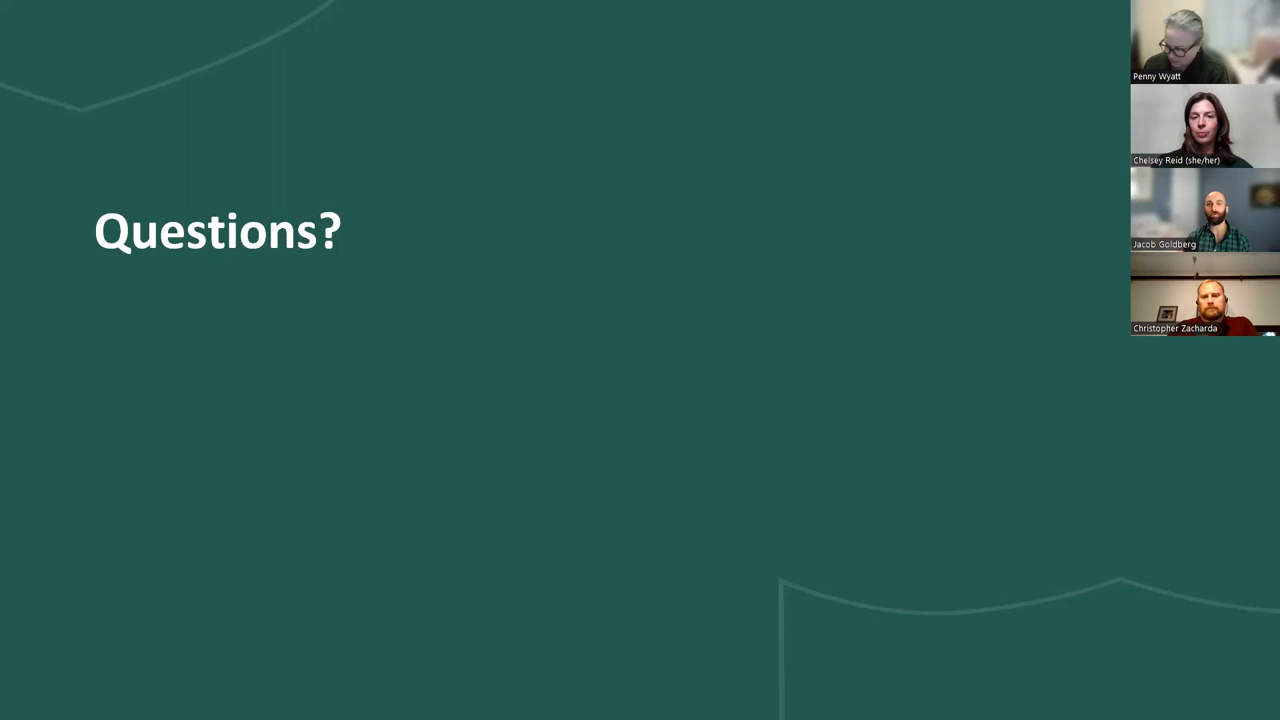 Questions?
Penny Wyatt
Chelsey Reid (she/her)
Jacob Goldberg
Christopher Zacharda